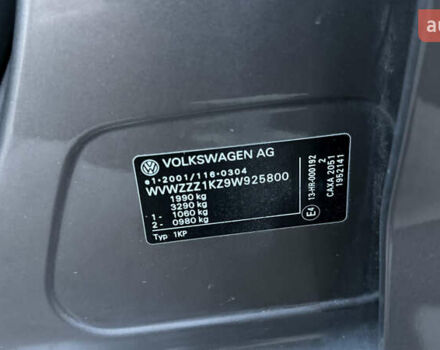 VOLKSWAGEN AG
e1*2001/116*0304
WVWZZZ1KZ9W925800
1990 kg
3290 kg
1- 1060 kg
2- 0980 kg
Typ 1KP
E4 13-HR-000192
2
CAXA 2051
1952141